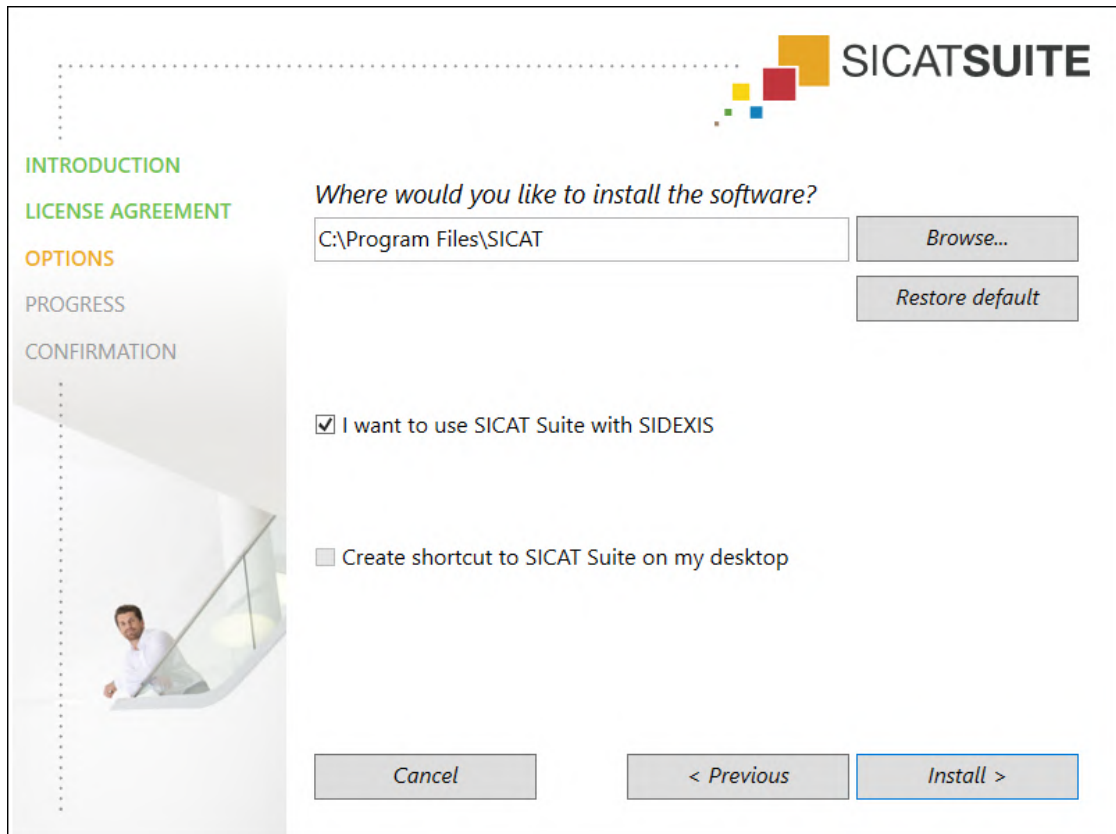 SICATSUITE
INTRODUCTION
LICENSE AGREEMENT
OPTIONS
PROGRESS
CONFIRMATION
Where would you like to install the software?
C:\Program Files\SICAT
Browse...
Restore default
I want to use SICAT Suite with SIDEXIS
Create shortcut to SICAT Suite on my desktop
Cancel
< Previous
Install >